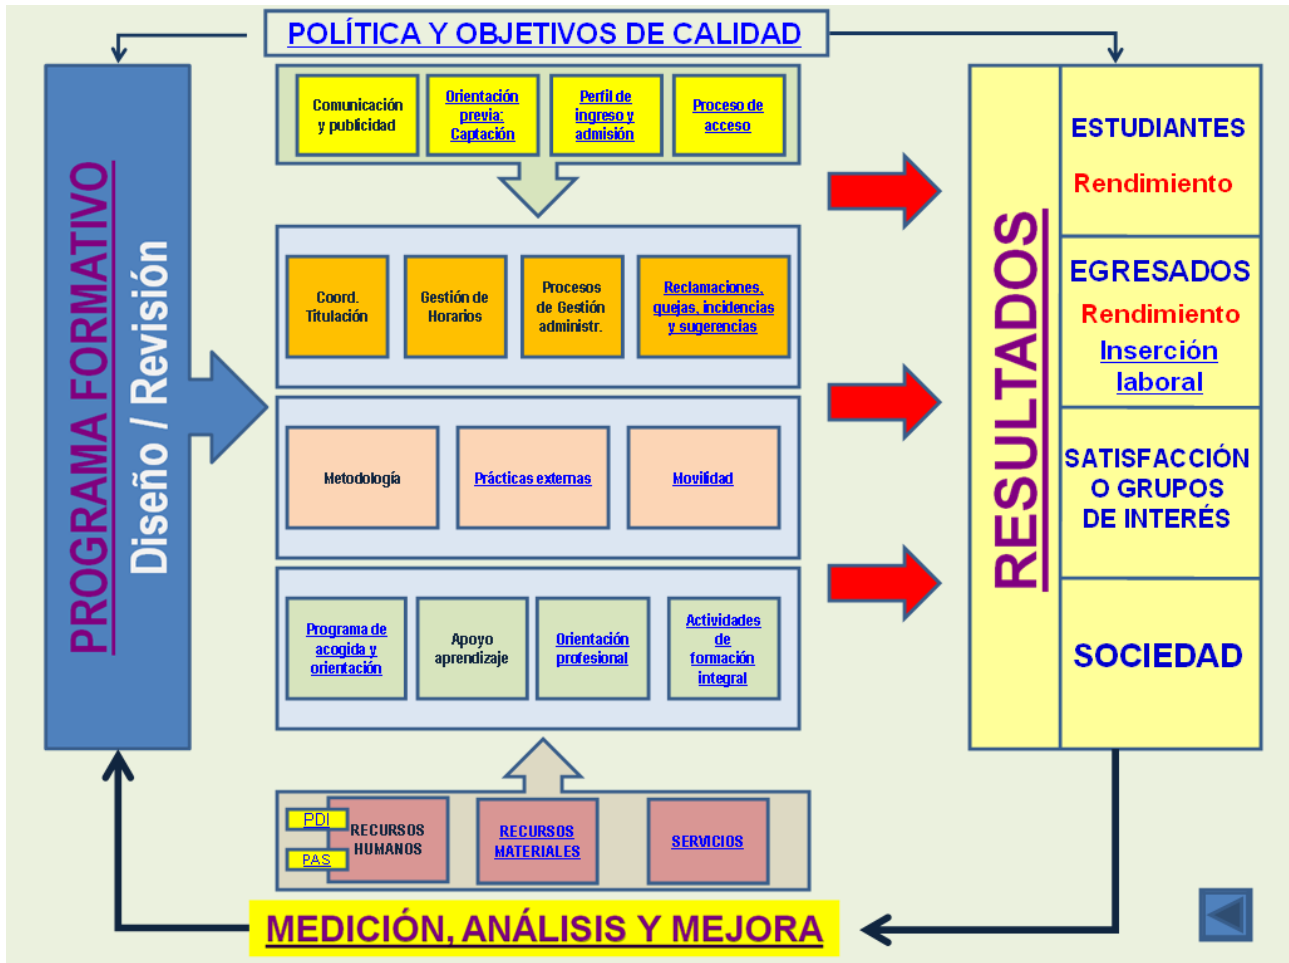 POLÍTICA Y OBJETIVOS DE CALIDAD
PROGRAMA FORMATIVO
Diseño / Revisión
Comunicación
y publicidad
Orientación
previa:
Captación
Perfil de
ingreso y
admisión
Proceso de
acceso
Coord.
Titulación
Gestión de
Horarios
Procesos
de Gestión
administr.
Reclamaciones,
quejas, incidencias
y sugerencias
Metodología
Prácticas externas
Movilidad
Programa de
acogida y
orientación
Apoyo
aprendizaje
Orientación
profesional
Actividades
de
formación
integral
PDI
PAS
RECURSOS
HUMANOS
RECURSOS
MATERIALES
SERVICIOS
RESULTADOS
ESTUDIANTES
Rendimiento
EGRESADOS
Rendimiento
Inserción
laboral
SATISFACCIÓN
O GRUPOS
DE INTERÉS
SOCIEDAD
MEDICIÓN, ANÁLISIS Y MEJORA